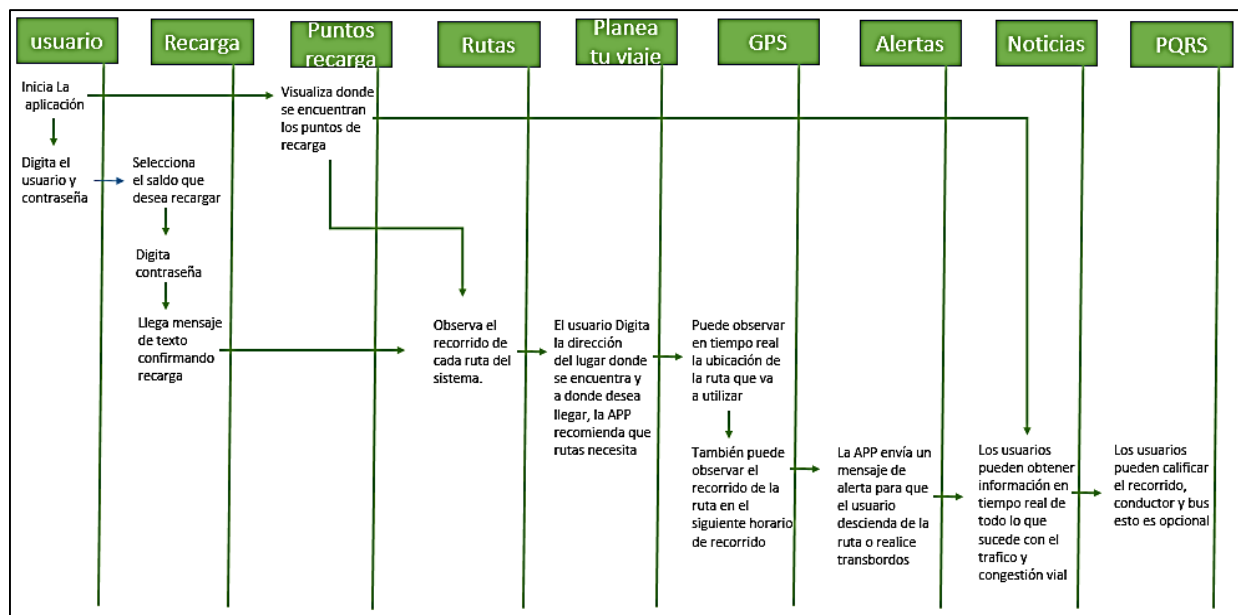 usuario
Recarga
Puntos
recarga
Rutas
Planea
tu viaje
GPS
Alertas
Noticias
PQRS
Inicia La
aplicación
Digita el
usuario y
contraseña
Selecciona
el saldo que
desea recargar
Digita
contraseña
Llega mensaje
de texto
confirmando
recarga
Visualiza donde
se encuentran
los puntos de
recarga
Observa el
recorrido de
cada ruta del
sistema.
El usuario Digita
la dirección
del lugar donde
se encuentra y
a donde desea
llegar, la APP
recomienda que
rutas necesita
Puede observar
en tiempo real
la ubicación de
la ruta que va
a utilizar
También puede
observar el
recorrido de la
ruta en el
siguiente horario
de recorrido
La APP envía un
mensaje de
alerta para que
el usuario
descienda de la
ruta o realice
transbordos
Los usuarios
pueden obtener
información en
tiempo real de
todo lo que
sucede con el
trafico y
congestión vial
Los usuarios
pueden calificar
el recorrido,
conductor y bus
esto es opcional